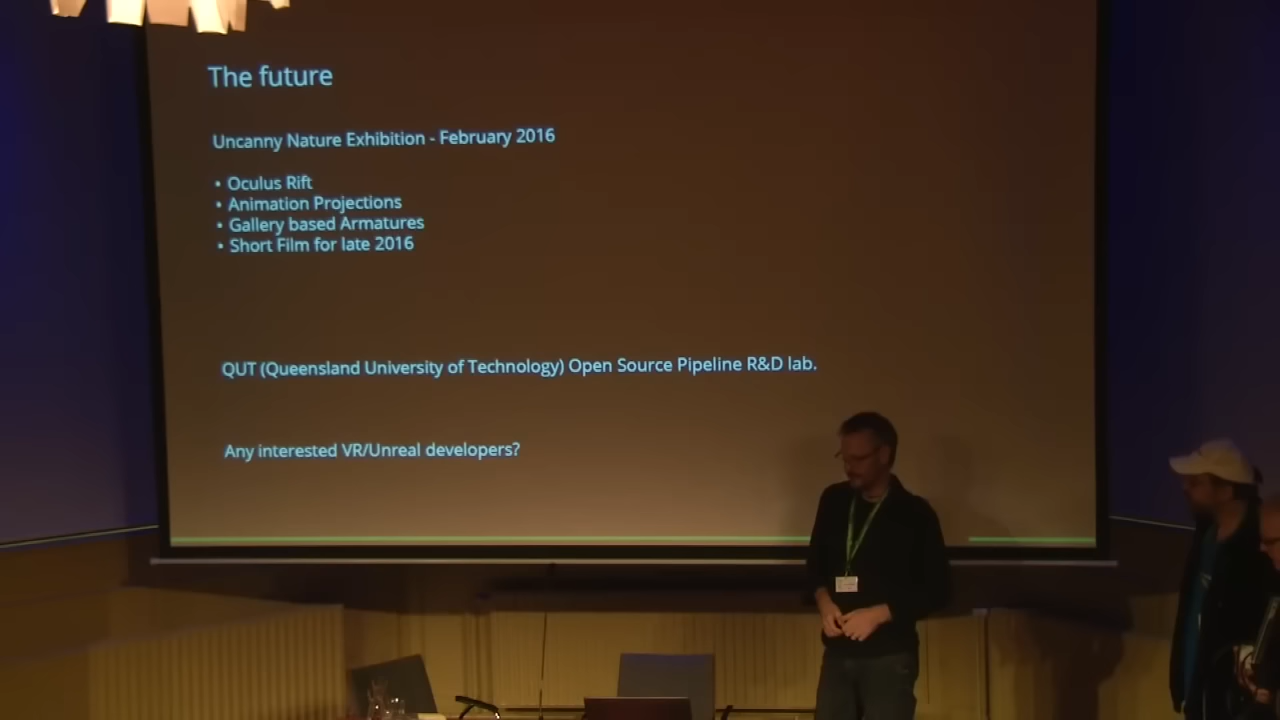 The future
Uncanny Nature Exhibition - February 2016
• Oculus Rift
• Animation Projections
• Gallery based Armatures
• Short Film for late 2016
QUT (Queensland University of Technology) Open Source Pipeline R&D lab.
Any interested VR/Unreal developers?